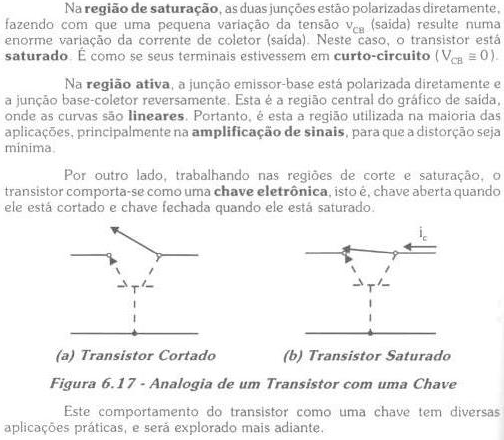 Na região de saturação, as duas junções estão polarizadas diretamente,
fazendo com que uma pequena variação da tensão vCB (saída) resulte numa
enorme variação da corrente de coletor (saída). Neste caso, o transistor está
saturado. É como se seus terminais estivessem em curto-circuito (VCB ≅ 0).
Na região ativa, a junção emissor-base está polarizada diretamente e
a junção base-coletor reversamente. Esta é a região central do gráfico de saída,
onde as curvas são lineares. Portanto, é esta a região utilizada na maioria das
aplicações, principalmente na amplificação de sinais, para que a distorção seja
mínima.
Por outro lado, trabalhando nas regiões de corte e saturação, o
transistor comporta-se como uma chave eletrônica, isto é, chave aberta quando
ele está cortado e chave fechada quando ele está saturado.
ic
(a) Transistor Cortado
(b) Transistor Saturado
Figura 6.17 - Analogia de um Transistor com uma Chave
Este comportamento do transistor como uma chave tem diversas
aplicações práticas, e será explorado mais adiante.